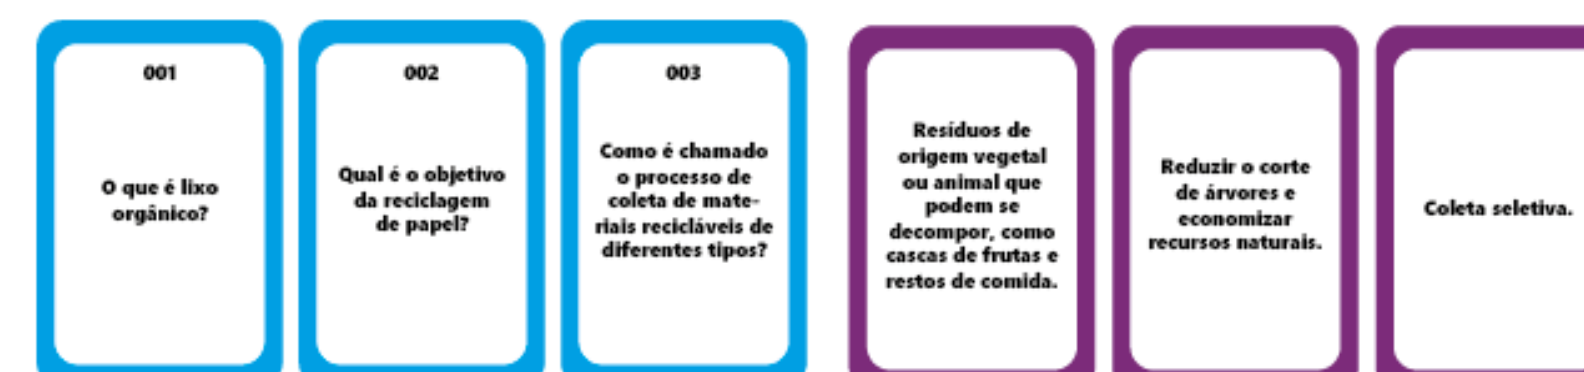 001
O que é lixo
orgânico?
002
Qual é o objetivo
da reciclagem
de papel?
003
Como é chamado
o processo de
coleta de mate-
riais recicláveis de
diferentes tipos?
Resíduos de
origem vegetal
ou animal que
podem se
decompor, como
cascas de frutas e
restos de comida.
Reduzir o corte
de árvores e
economizar
recursos naturais.
Coleta seletiva.